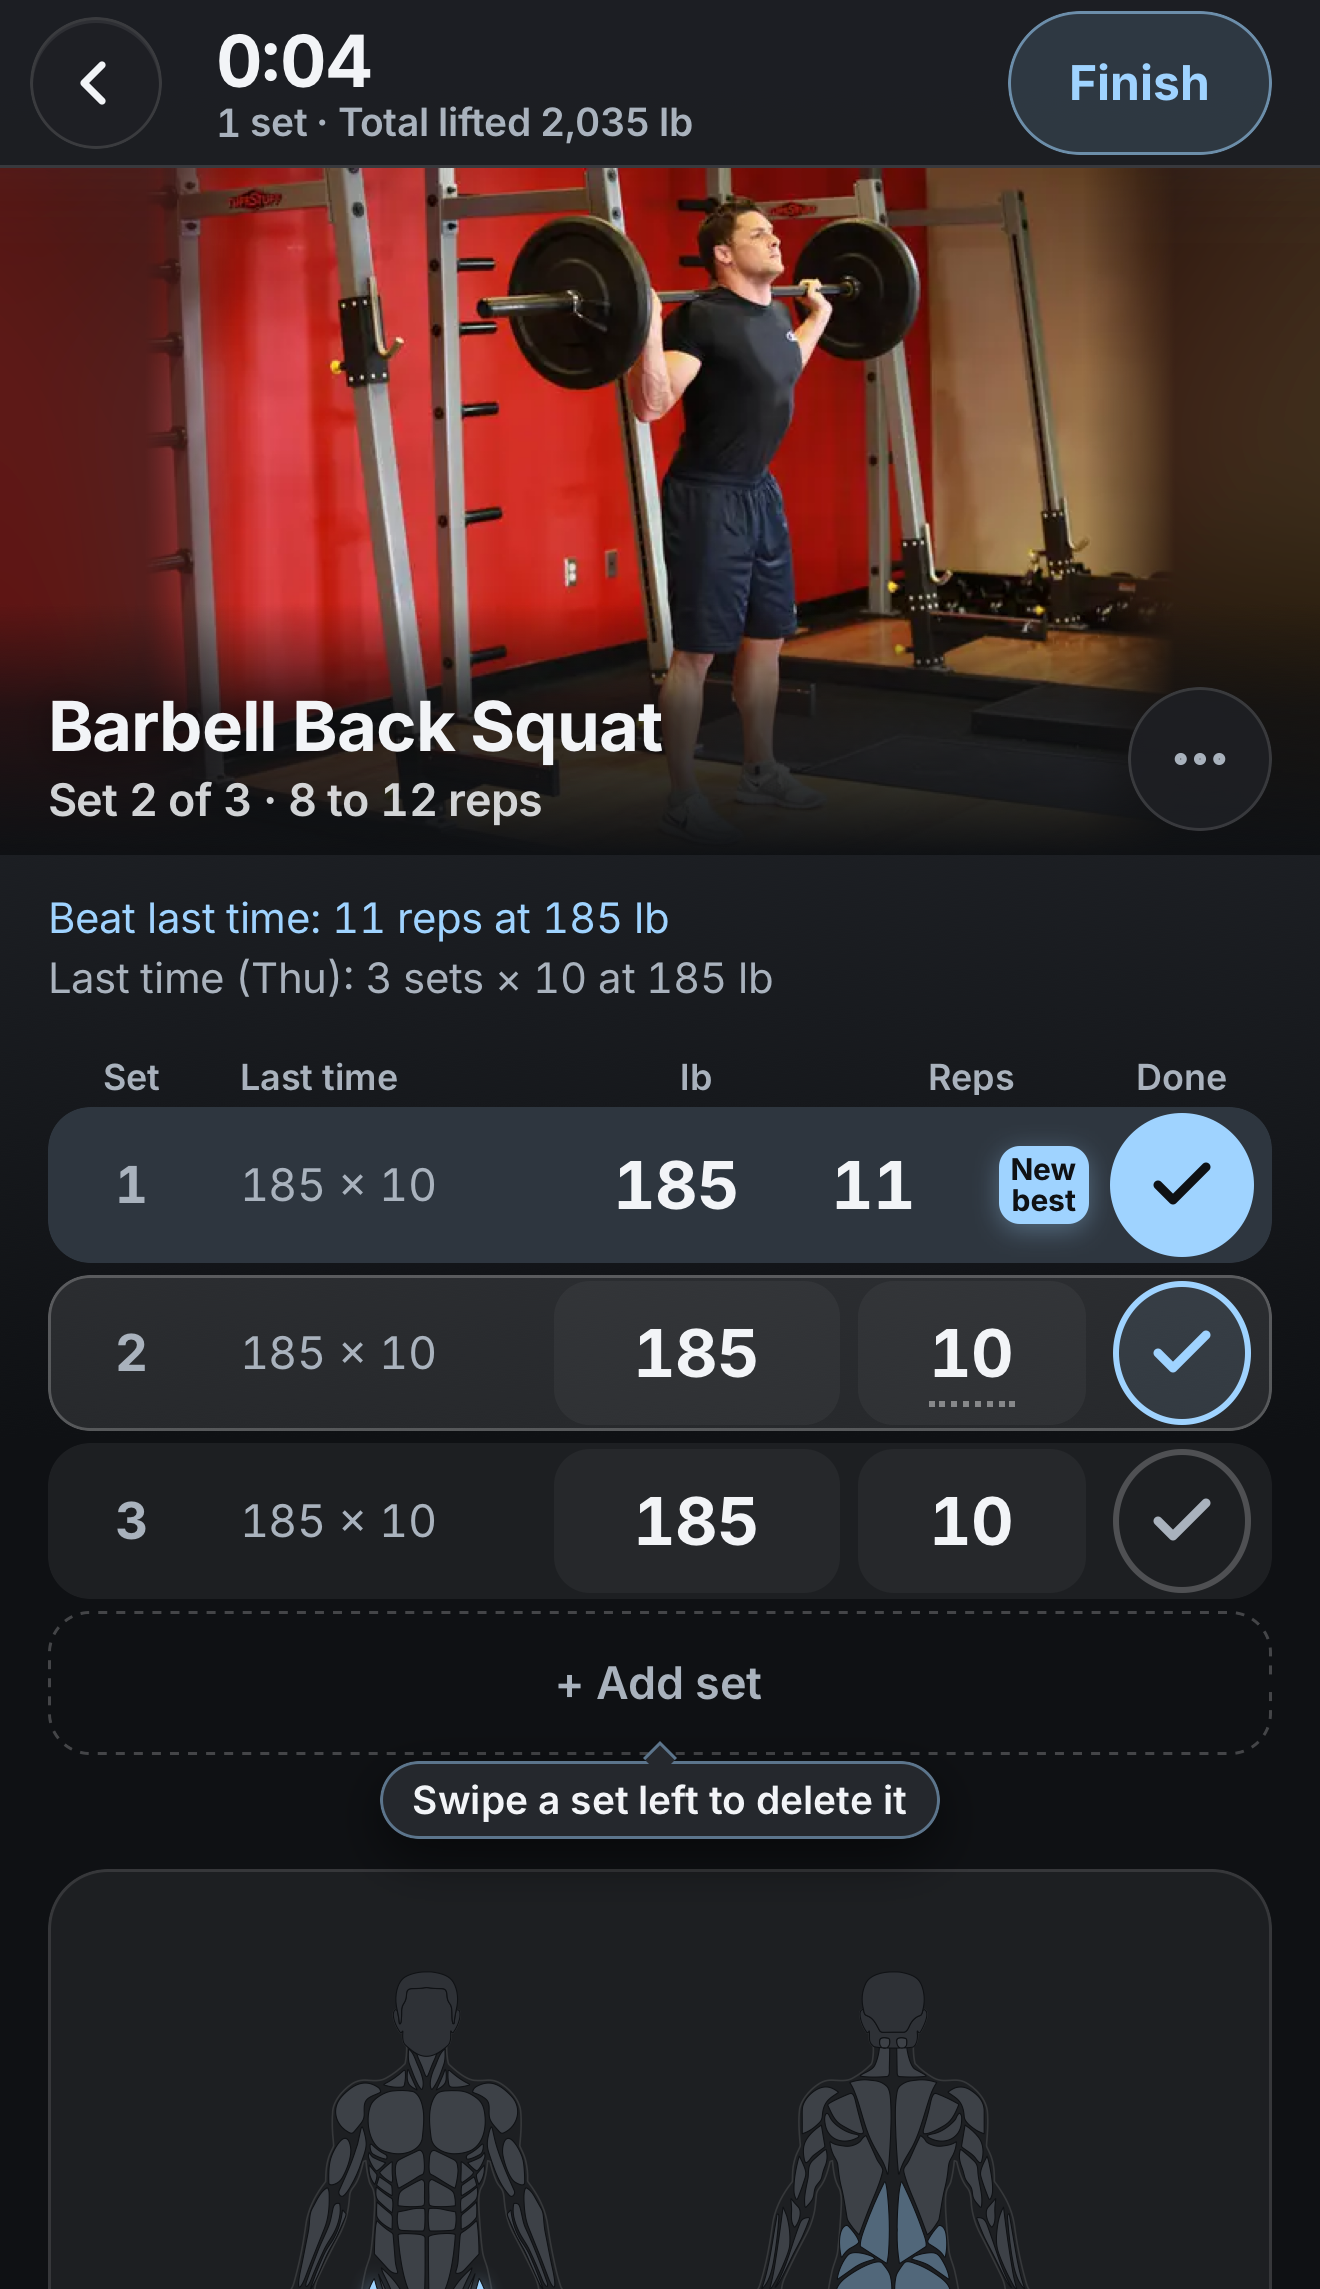 0:04
1 set · Total lifted 2,035 lb
Finish
Barbell Back Squat
Set 2 of 3 · 8 to 12 reps
Beat last time: 11 reps at 185 lb
Last time (Thu): 3 sets × 10 at 185 lb
Set Last time lb Reps Done
1 185 × 10 185 11 New best
2 185 × 10 185 10
3 185 × 10 185 10
+ Add set
Swipe a set left to delete it